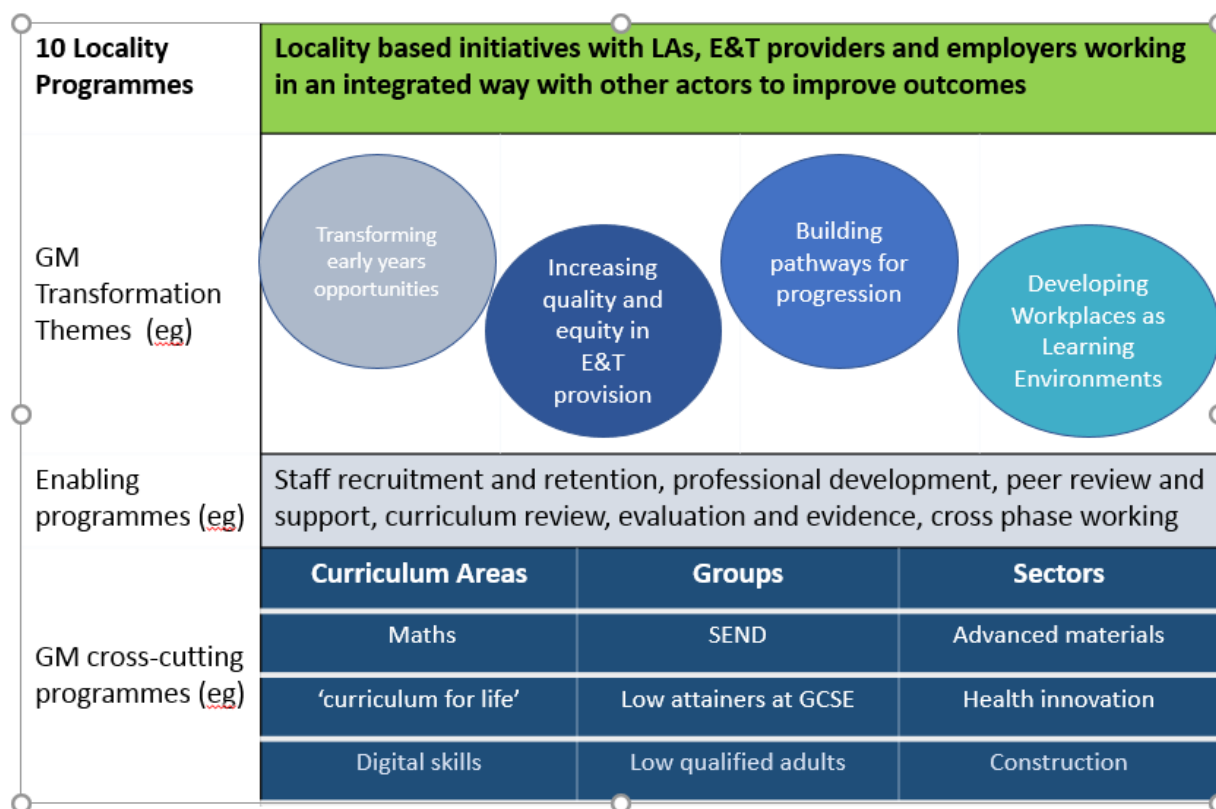 10 Locality
Programmes
Locality based initiatives with LAs, E&T providers and employers working
in an integrated way with other actors to improve outcomes
GM
Transformation
Themes (eg)
Transforming
early years
opportunities
Increasing
quality and
equity in
E&T
provision
Building
pathways for
progression
Developing
Workplaces as
Learning
Environments
Enabling
programmes (eg)
Staff recruitment and retention, professional development, peer review and
support, curriculum review, evaluation and evidence, cross phase working
GM cross-cutting
programmes (eg)
Curriculum Areas Groups Sectors
Maths SEND Advanced materials
‘curriculum for life’ Low attainers at GCSE Health innovation
Digital skills Low qualified adults Construction